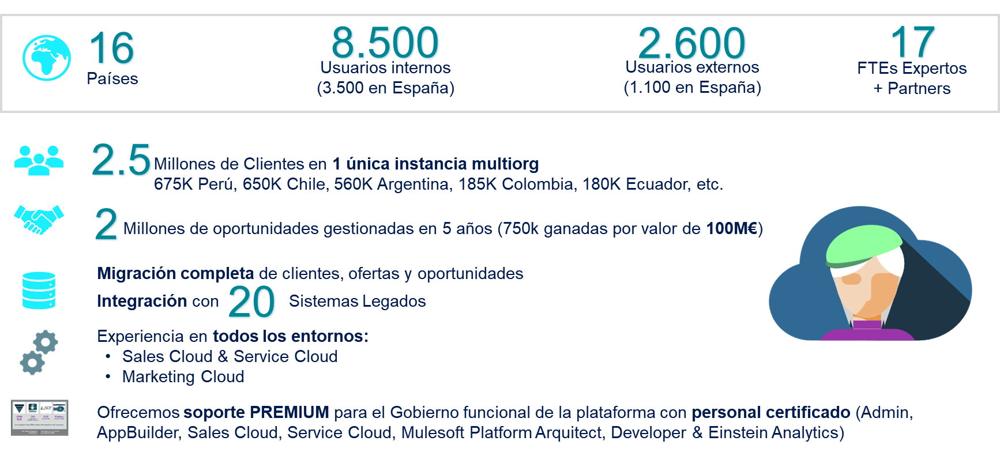 16
Países
8.500
Usuarios internos
(3.500 en España)
2.600
Usuarios externos
(1.100 en España)
17
FTEs Expertos
+ Partners
2.5 Millones de Clientes en 1 única instancia multiorg
675K Perú, 650K Chile, 560K Argentina, 185K Colombia, 180K Ecuador, etc.
2 Millones de oportunidades gestionadas en 5 años (750k ganadas por valor de 100M€)
Migración completa de clientes, ofertas y oportunidades
Integración con 20 Sistemas Legados
Experiencia en todos los entornos:
• Sales Cloud & Service Cloud
• Marketing Cloud
SCP
CRM
B2B
ON
SCP
Ofrecemos soporte PREMIUM para el Gobierno funcional de la plataforma con personal certificado (Admin,
AppBuilder, Sales Cloud, Service Cloud, Mulesoft Platform Arquitect, Developer & Einstein Analytics)